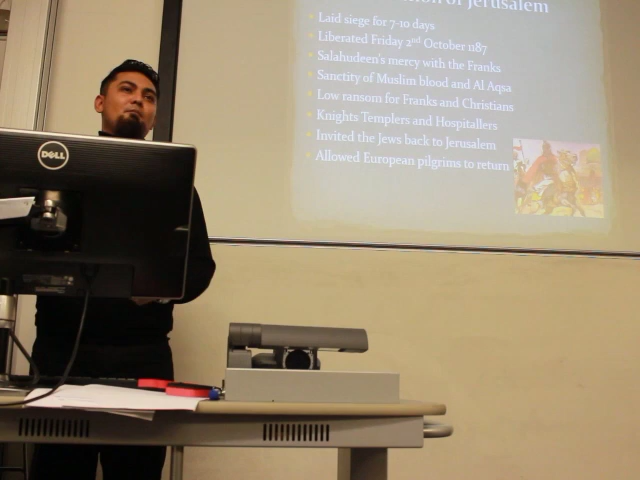 of Jerusalem
Laid siege for 7-10 days
Liberated Friday 2nd October 1187
Salahudeen's mercy with the Franks
Sanctity of Muslim blood and Al Aqsa
Low ransom for Franks and Christians
Knights Templers and Hospitallers
Invited the Jews back to Jerusalem
Allowed European pilgrims to return
DELL